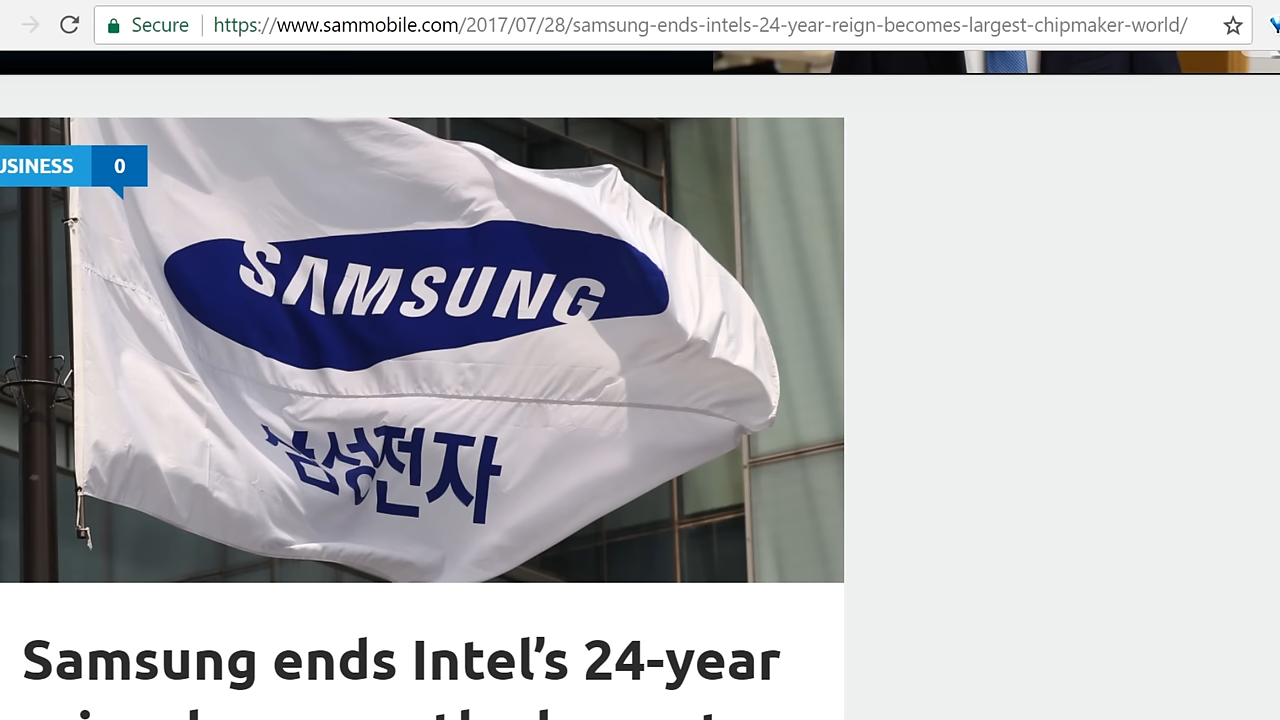 Secure https://www.sammobile.com/2017/07/28/samsung-ends-intels-24-year-reign-becomes-largest-chipmaker-world/
USINESS 0
SAMSUNG
삼성전자
Samsung ends Intel’s 24-year